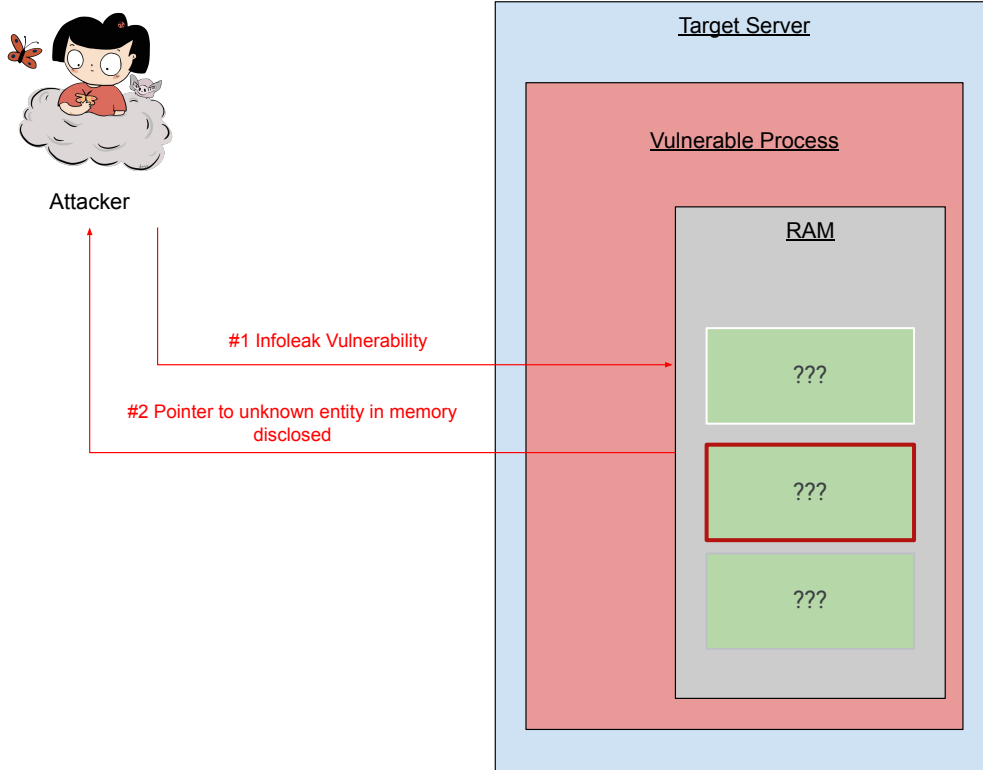 Target Server
Vulnerable Process
Attacker
RAM
#1 Infoleak Vulnerability
???
#2 Pointer to unknown entity in memory
disclosed
???
???